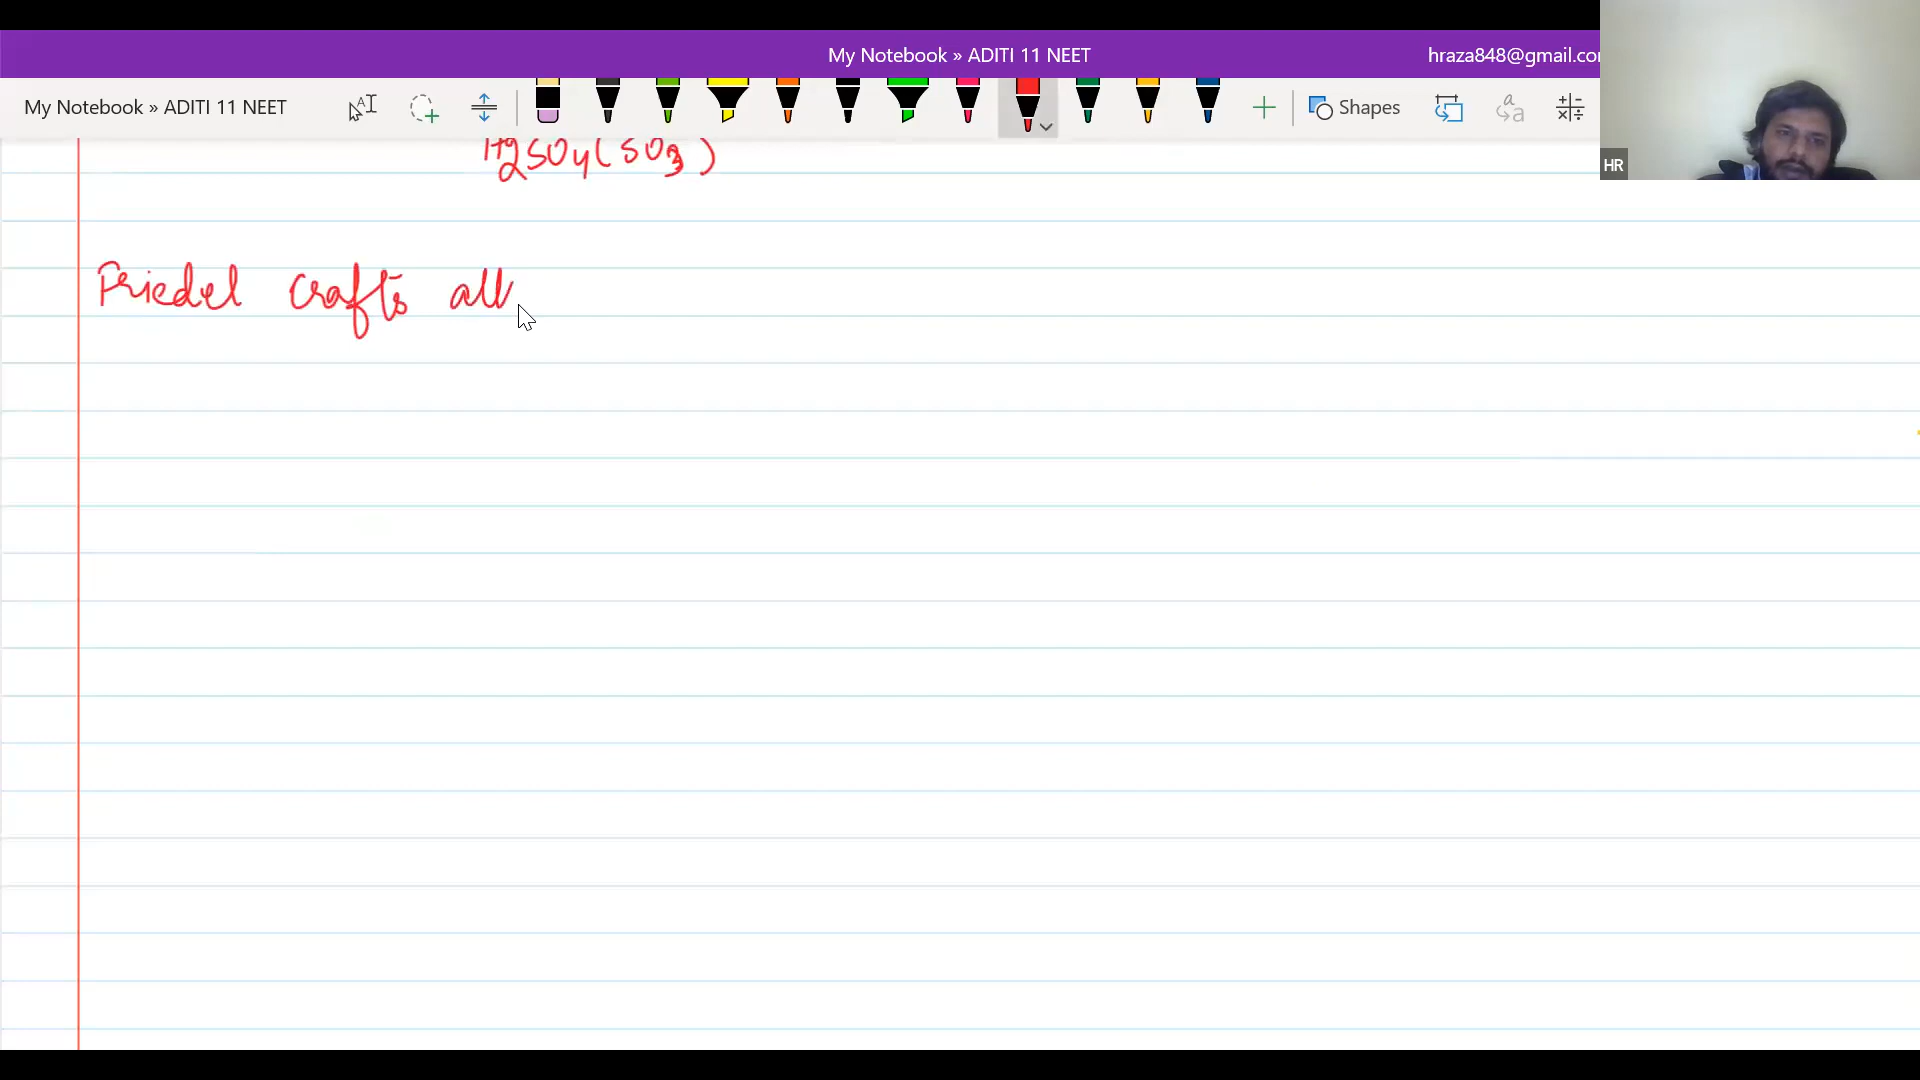 My Notebook » ADITI 11 NEET
hraza848@gmail.co
My Notebook » ADITI 11 NEET
Shapes
HR
H2SO4(SO3)
Friedel Crafts all